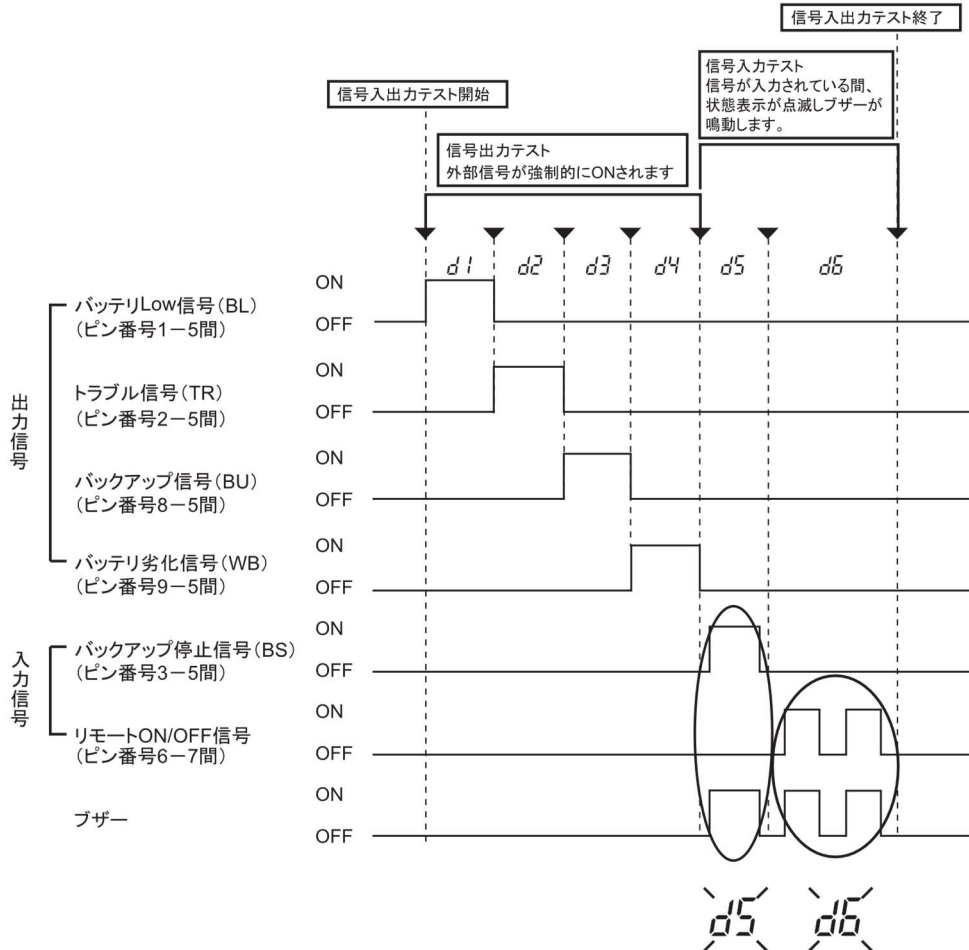 信号入出力テスト終了
信号入力テスト
信号が入力されている間、
状態表示が点滅しブザーが
鳴動します。
信号入出力テスト開始
信号出力テスト
外部信号が強制的にONされます
d1 d2 d3 d4 d5 d6
出力信号
バッテリLow信号(BL)
(ピン番号1－5間)
ON
OFF
トラブル信号(TR)
(ピン番号2－5間)
ON
OFF
バックアップ信号(BU)
(ピン番号8－5間)
ON
OFF
バッテリ劣化信号(WB)
(ピン番号9－5間)
ON
OFF
入力信号
バックアップ停止信号(BS)
(ピン番号3－5間)
ON
OFF
リモートON/OFF信号
(ピン番号6－7間)
ON
OFF
ブザー
ON
OFF
d5 d6